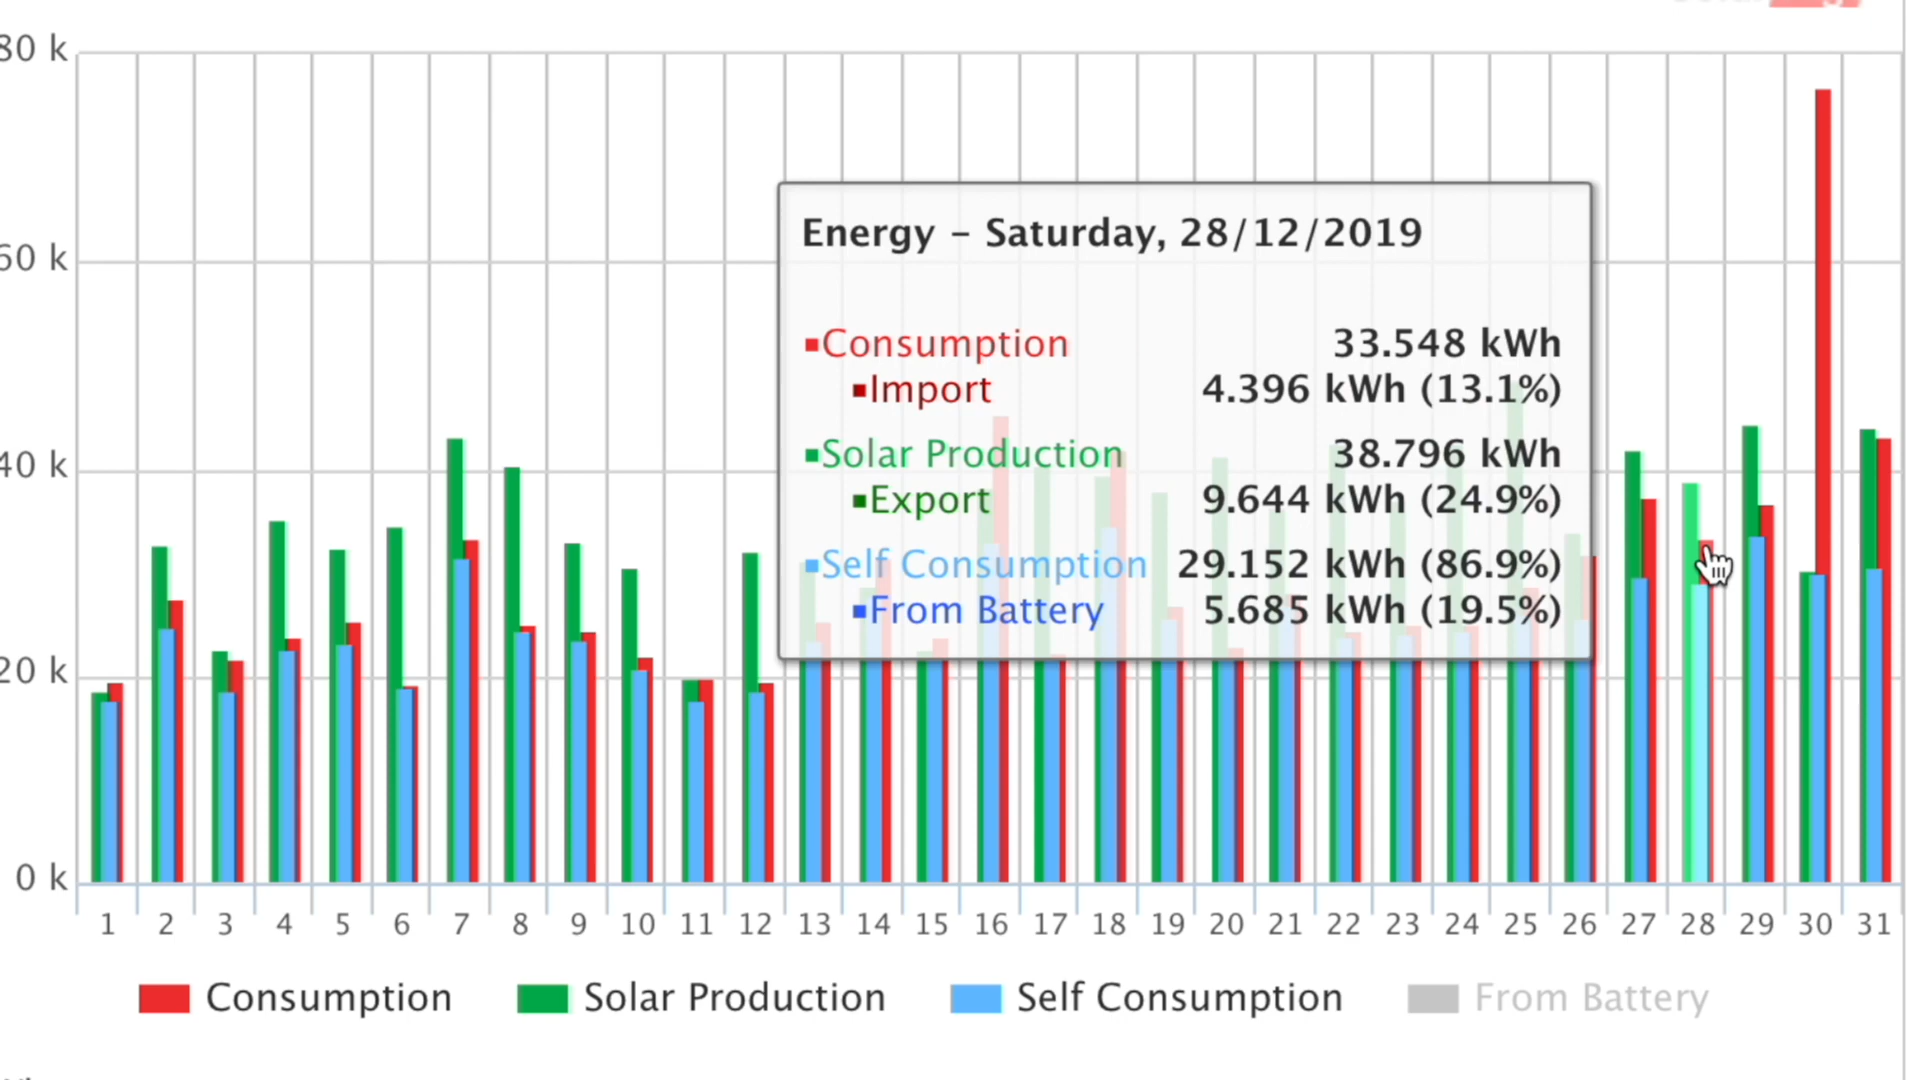 80 k
60 k
40 k
20 k
0 k
Energy – Saturday, 28/12/2019
Consumption 33.548 kWh
Import 4.396 kWh (13.1%)
Solar Production 38.796 kWh
Export 9.644 kWh (24.9%)
Self Consumption 29.152 kWh (86.9%)
From Battery 5.685 kWh (19.5%)
1 2 3 4 5 6 7 8 9 10 11 12 13 14 15 16 17 18 19 20 21 22 23 24 25 26 27 28 29 30 31
Consumption Solar Production Self Consumption From Battery